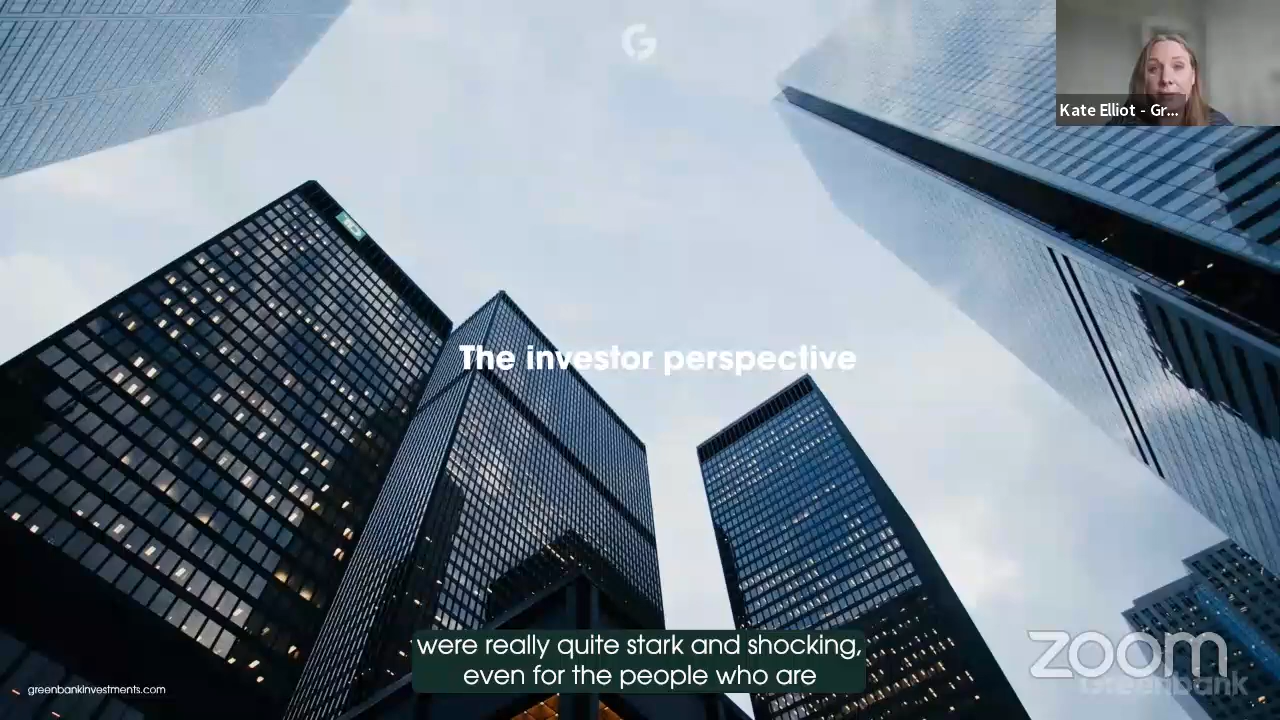 G
Kate Elliot - Gr...
The investor perspective
were really quite stark and shocking,
even for the people who are
greenbankinvestments.com
zoom
Greenbank